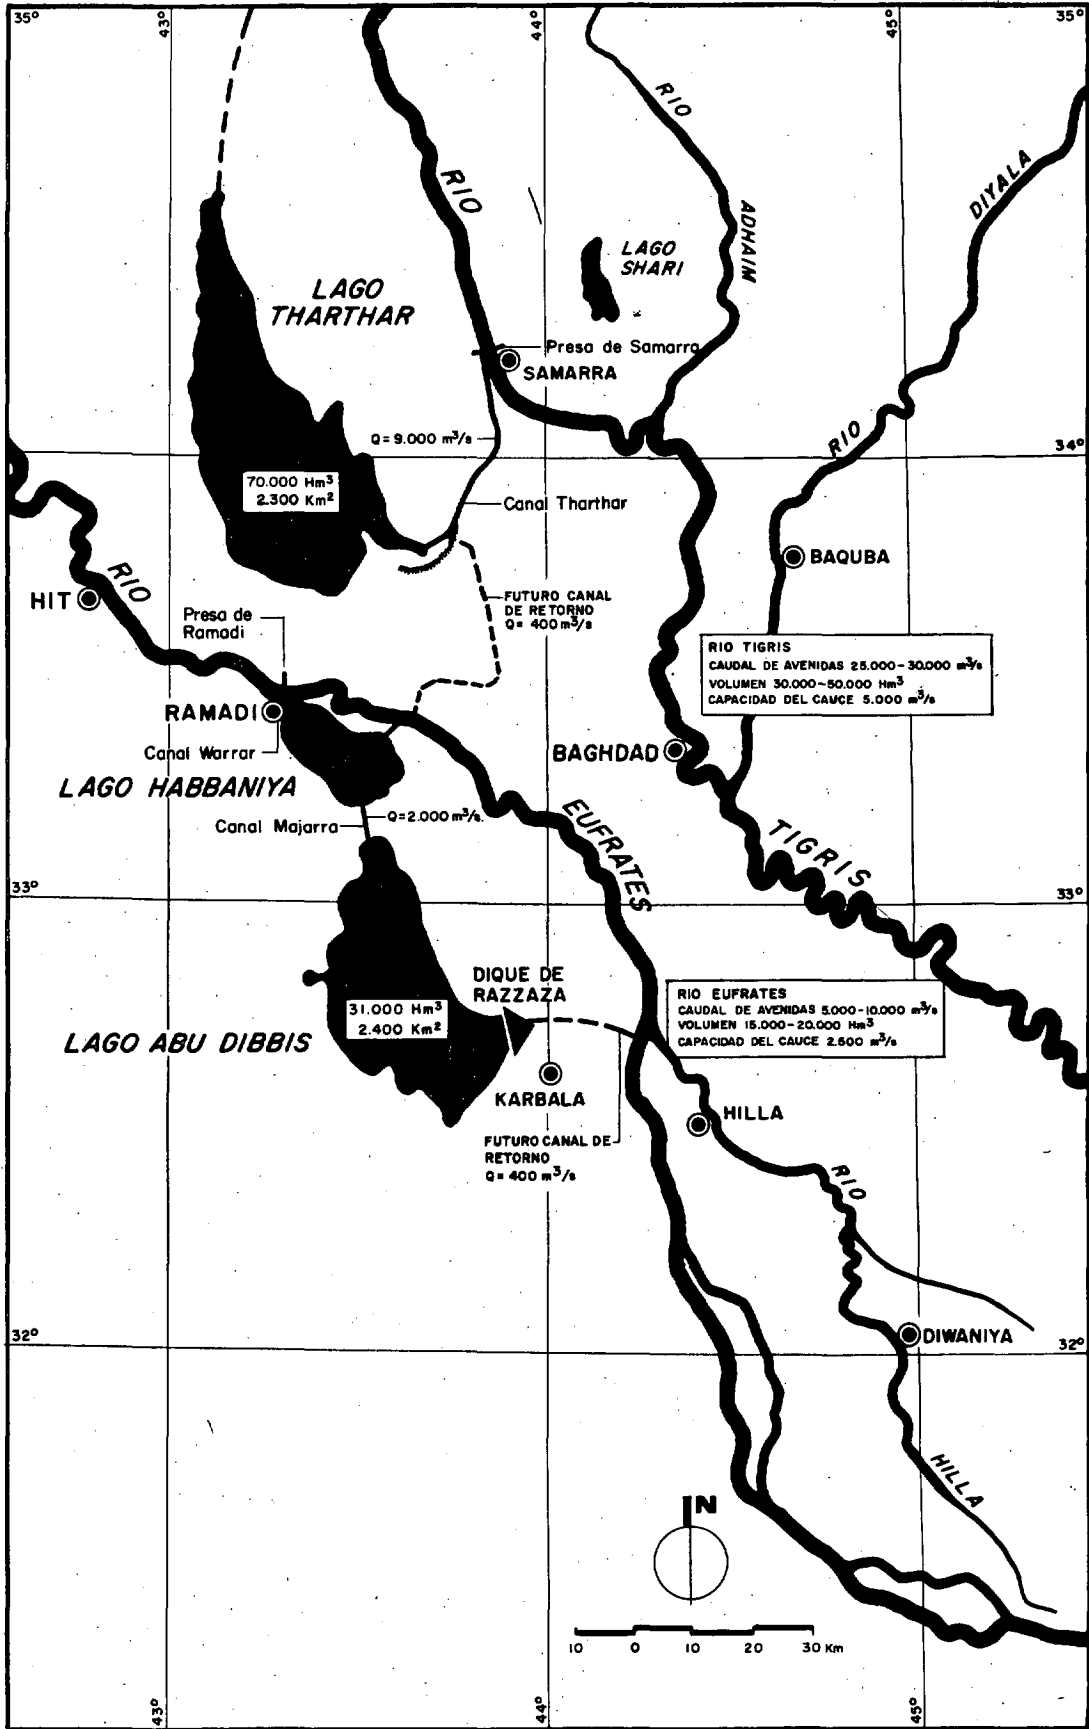 35°
43°
44°
45°
35°
RIO
RIO
ADHAIM
DIYALA
LAGO
SHARI
LAGO
THARTHAR
Presa de Samarra
SAMARRA
Q = 9.000 m³/s
RIO
34°
70.000 Hm³
2.300 Km²
Canal Tharthar
BAQUBA
HIT
RIO
FUTURO CANAL
DE RETORNO
Q = 400 m³/s
Presa de
Ramadi
RIO TIGRIS
CAUDAL DE AVENIDAS 25.000-30.000 m³/s
VOLUMEN 30.000-50.000 Hm³
CAPACIDAD DEL CAUCE 5.000 m³/s
RAMADI
Canal Warrar
BAGHDAD
LAGO HABBANIYA
Canal Majarra
Q=2.000 m³/s.
EUFRATES
TIGRIS
33°
33°
DIQUE DE
RAZZAZA
RIO EUFRATES
CAUDAL DE AVENIDAS 5.000-10.000 m³/s
VOLUMEN 15.000-20.000 Hm³
CAPACIDAD DEL CAUCE 2.500 m³/s
31.000 Hm³
2.400 Km²
LAGO ABU DIBBIS
KARBALA
HILLA
FUTURO CANAL DE
RETORNO
Q = 400 m³/s
RIO
32°
DIWANIYA
32°
HILLA
N
10 0 10 20 30 Km
43°
44°
45°